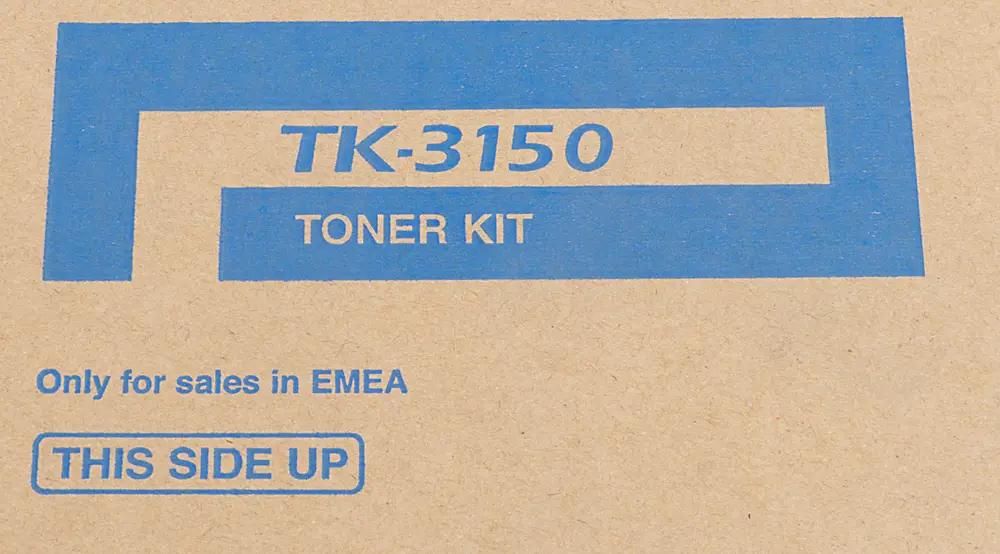 TK-3150
TONER KIT
Only for sales in EMEA
THIS SIDE UP